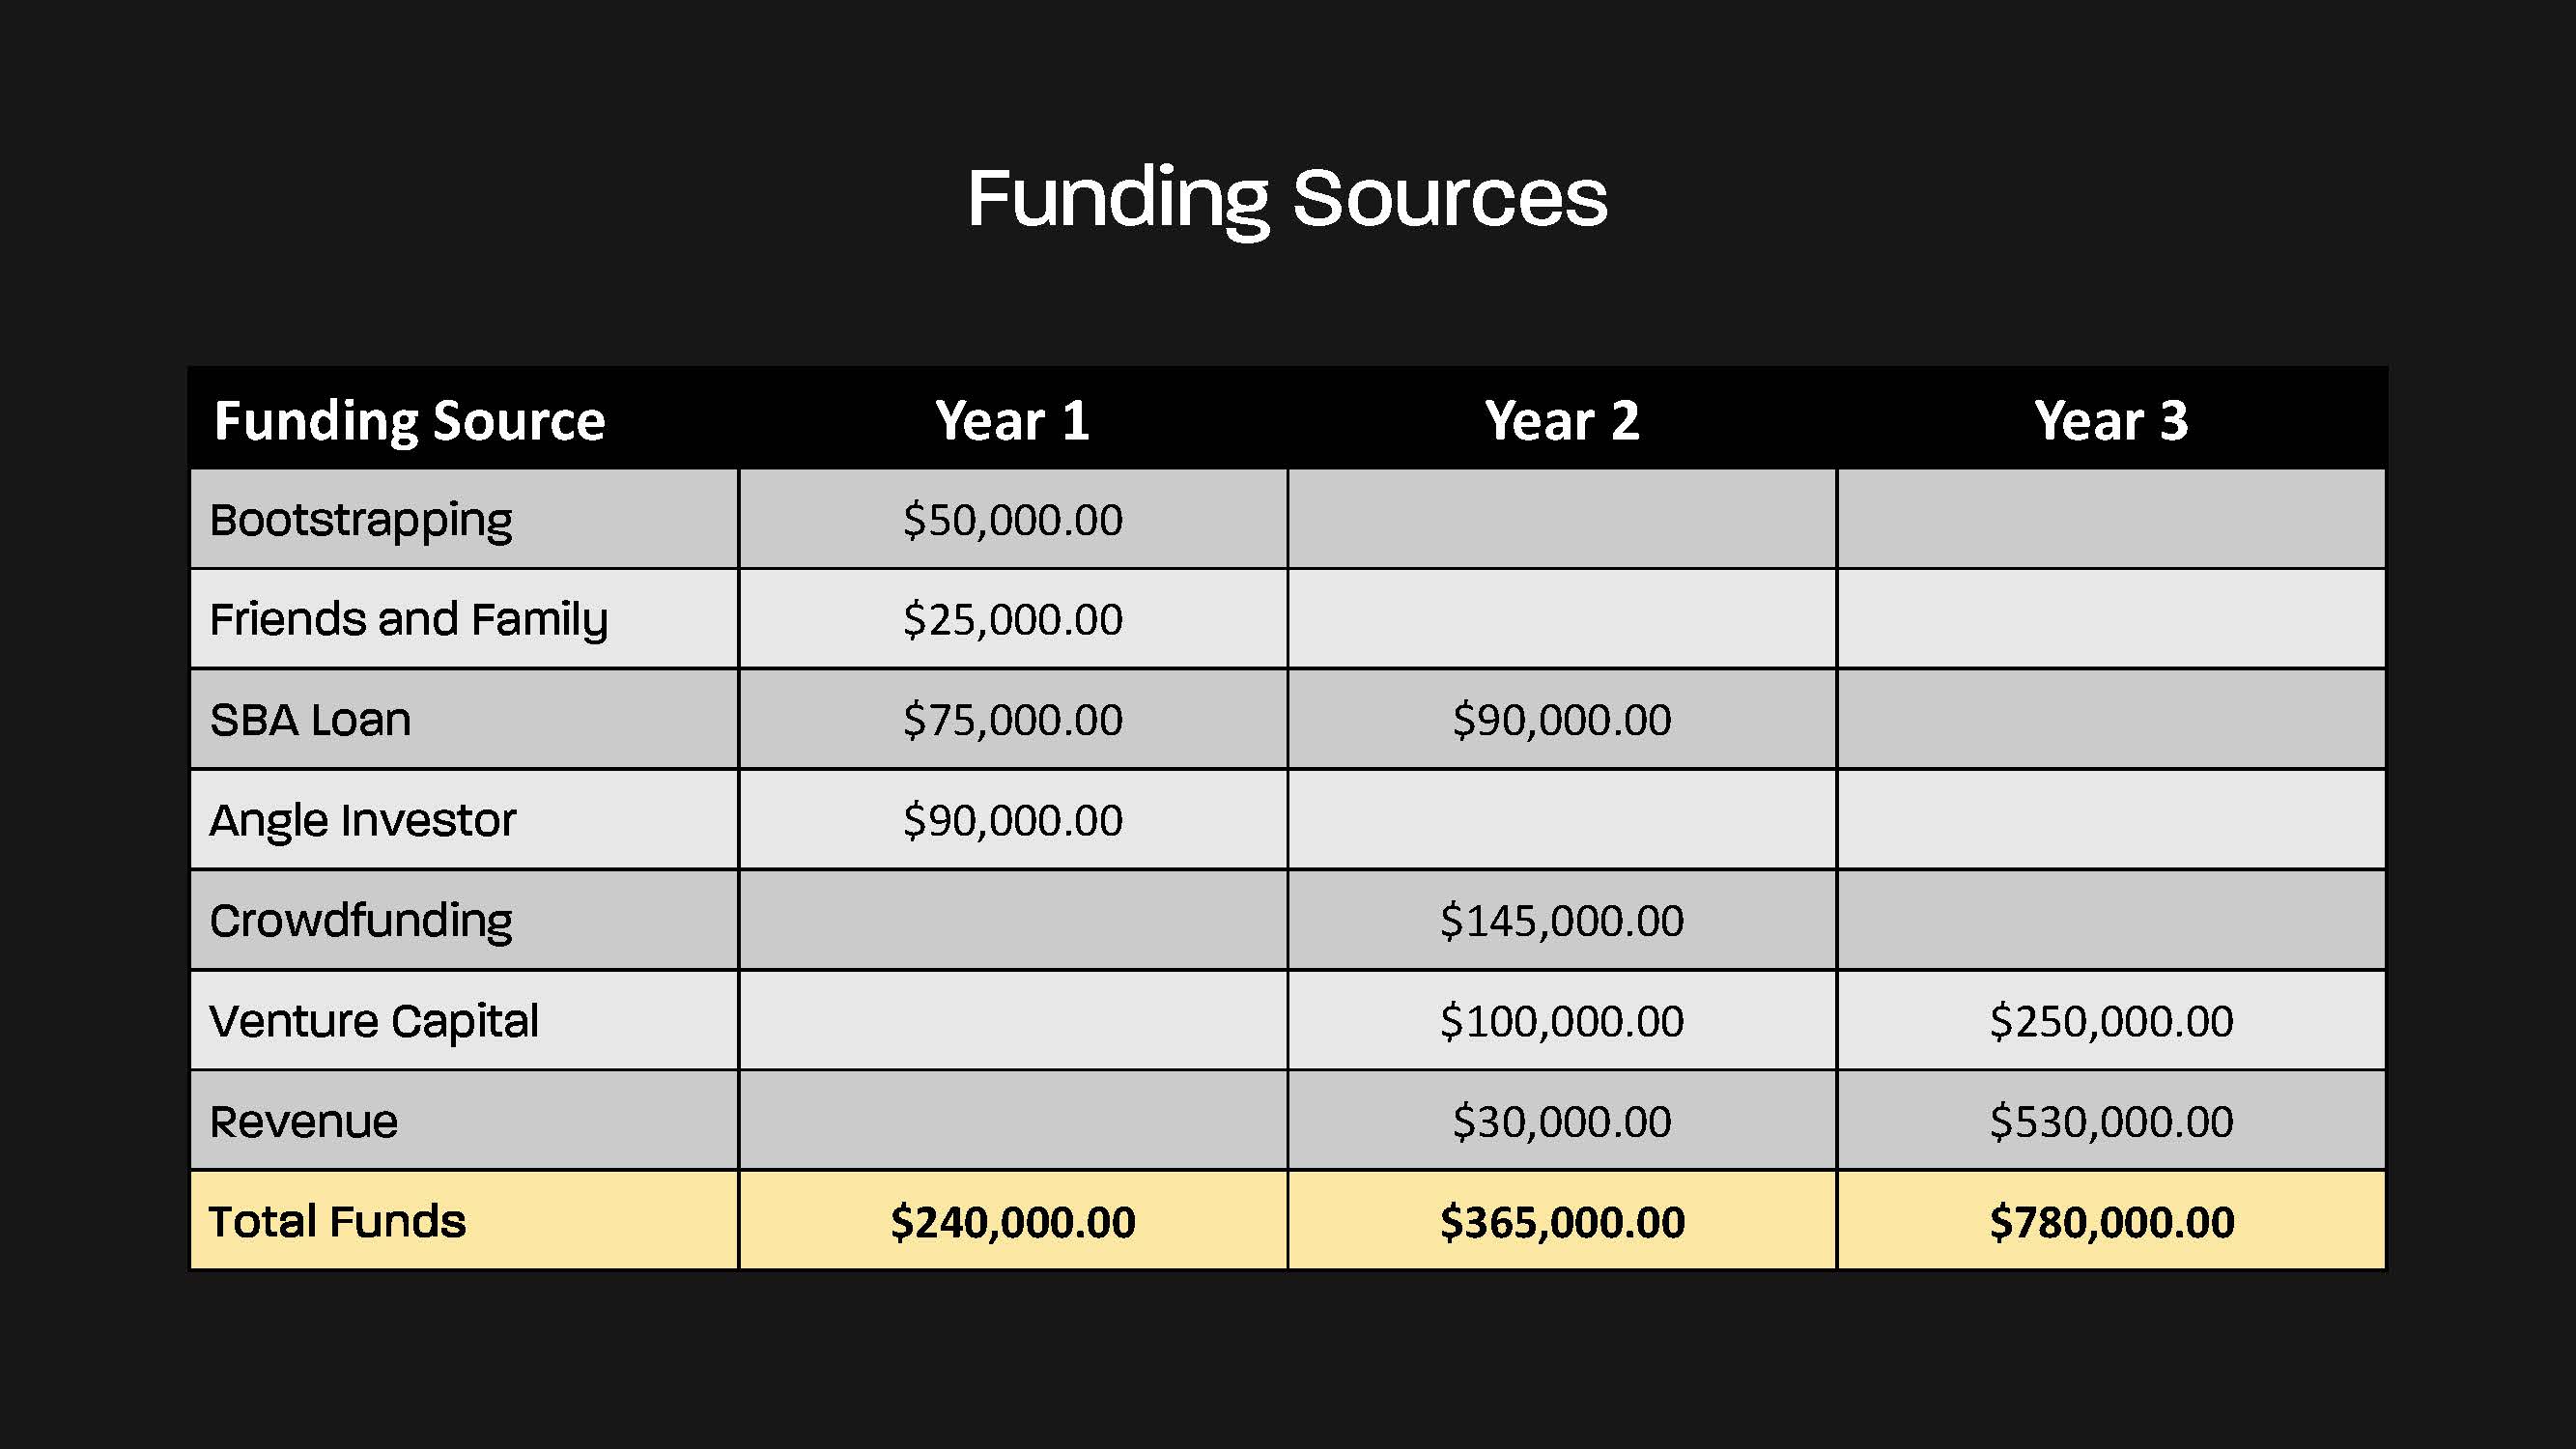 Funding Sources
Funding Source Year 1 Year 2 Year 3
Bootstrapping $50,000.00
Friends and Family $25,000.00
SBA Loan $75,000.00 $90,000.00
Angle Investor $90,000.00
Crowdfunding $145,000.00
Venture Capital $100,000.00 $250,000.00
Revenue $30,000.00 $530,000.00
Total Funds $240,000.00 $365,000.00 $780,000.00